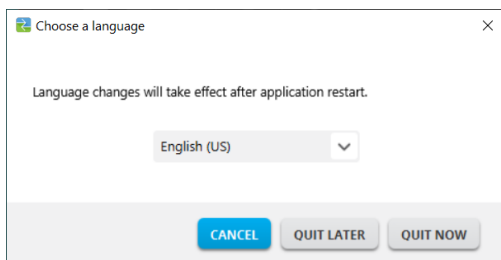 Choose a language
Language changes will take effect after application restart.
English (US)
CANCEL QUIT LATER QUIT NOW